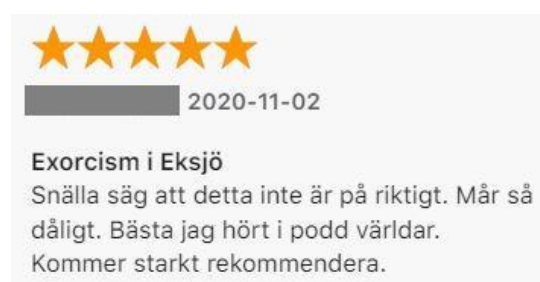 2020-11-02
Exorcism i Eksjö
Snälla säg att detta inte är på riktigt. Mår så
dåligt. Bästa jag hört i podd världar.
Kommer starkt rekommendera.